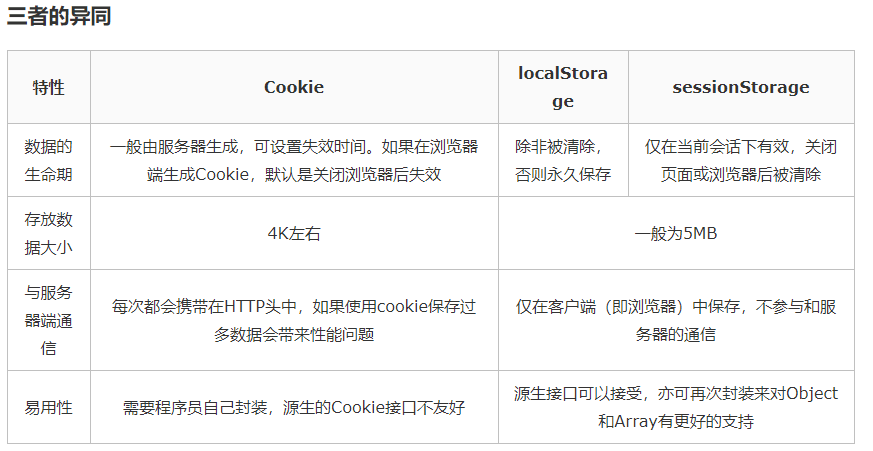 三者的异同
特性
Cookie
localStora
ge
sessionStorage
数据的
生命期
一般由服务器生成，可设置失效时间。如果在浏览器
端生成Cookie，默认是关闭浏览器后失效
除非被清除，
否则永久保存
仅在当前会话下有效，关闭
页面或浏览器后被清除
存放数
据大小
4K左右
一般为5MB
与服务
器端通
信
每次都会携带在HTTP头中，如果使用cookie保存过
多数据会带来性能问题
仅在客户端（即浏览器）中保存，不参与和服
务器的通信
易用性
需要程序员自己封装，源生的Cookie接口不友好
源生接口可以接受，亦可再次封装来对Object
和Array有更好的支持